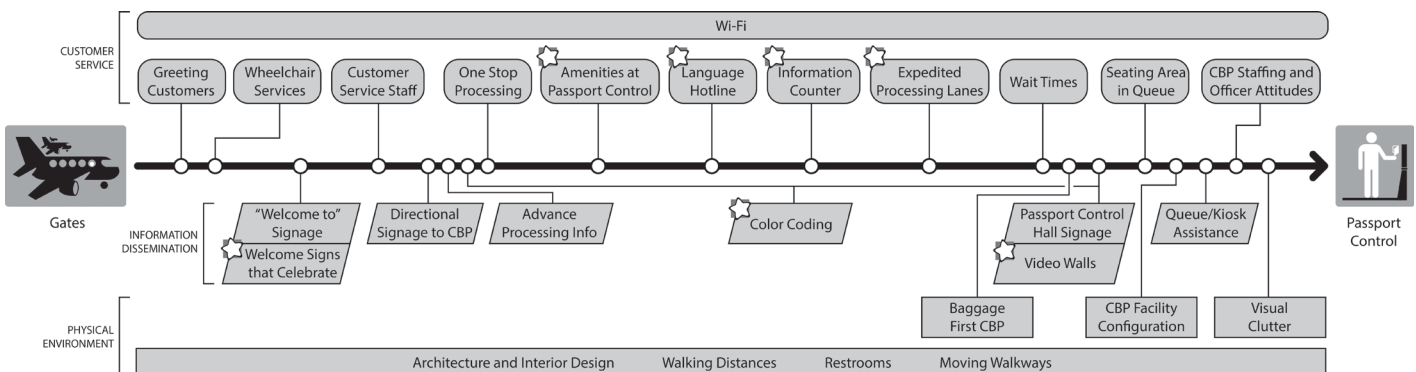 Wi-Fi
CUSTOMER
SERVICE
Greeting
Customers
Wheelchair
Services
Customer
Service Staff
One Stop
Processing
Amenities at
Passport Control
Language
Hotline
Information
Counter
Expedited
Processing Lanes
Wait Times
Seating Area
in Queue
CBP Staffing and
Officer Attitudes
Gates
Passport
Control
INFORMATION
DISSEMINATION
“Welcome to”
Signage
Welcome Signs
that Celebrate
Directional
Signage to CBP
Advance
Processing Info
Color Coding
Passport Control
Hall Signage
Video Walls
Queue/Kiosk
Assistance
PHYSICAL
ENVIRONMENT
Baggage
First CBP
CBP Facility
Configuration
Visual
Clutter
Architecture and Interior Design Walking Distances Restrooms Moving Walkways